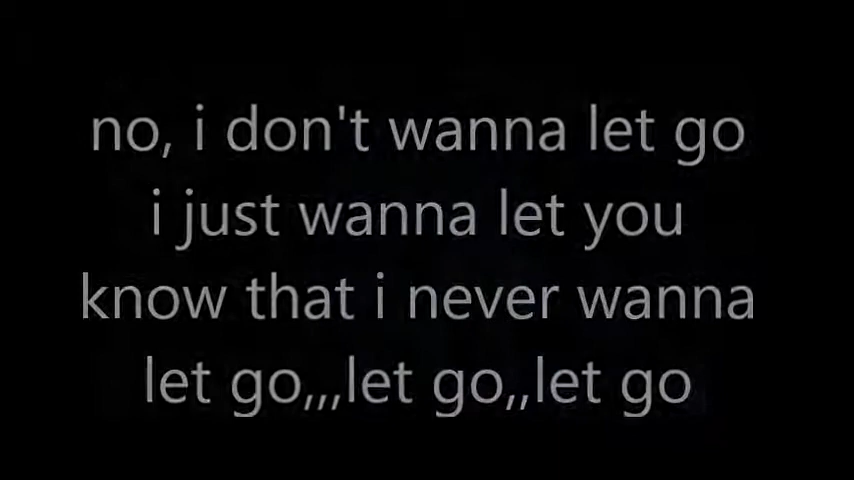 no, i don't wanna let go
i just wanna let you
know that i never wanna
let go,,,let go,,let go